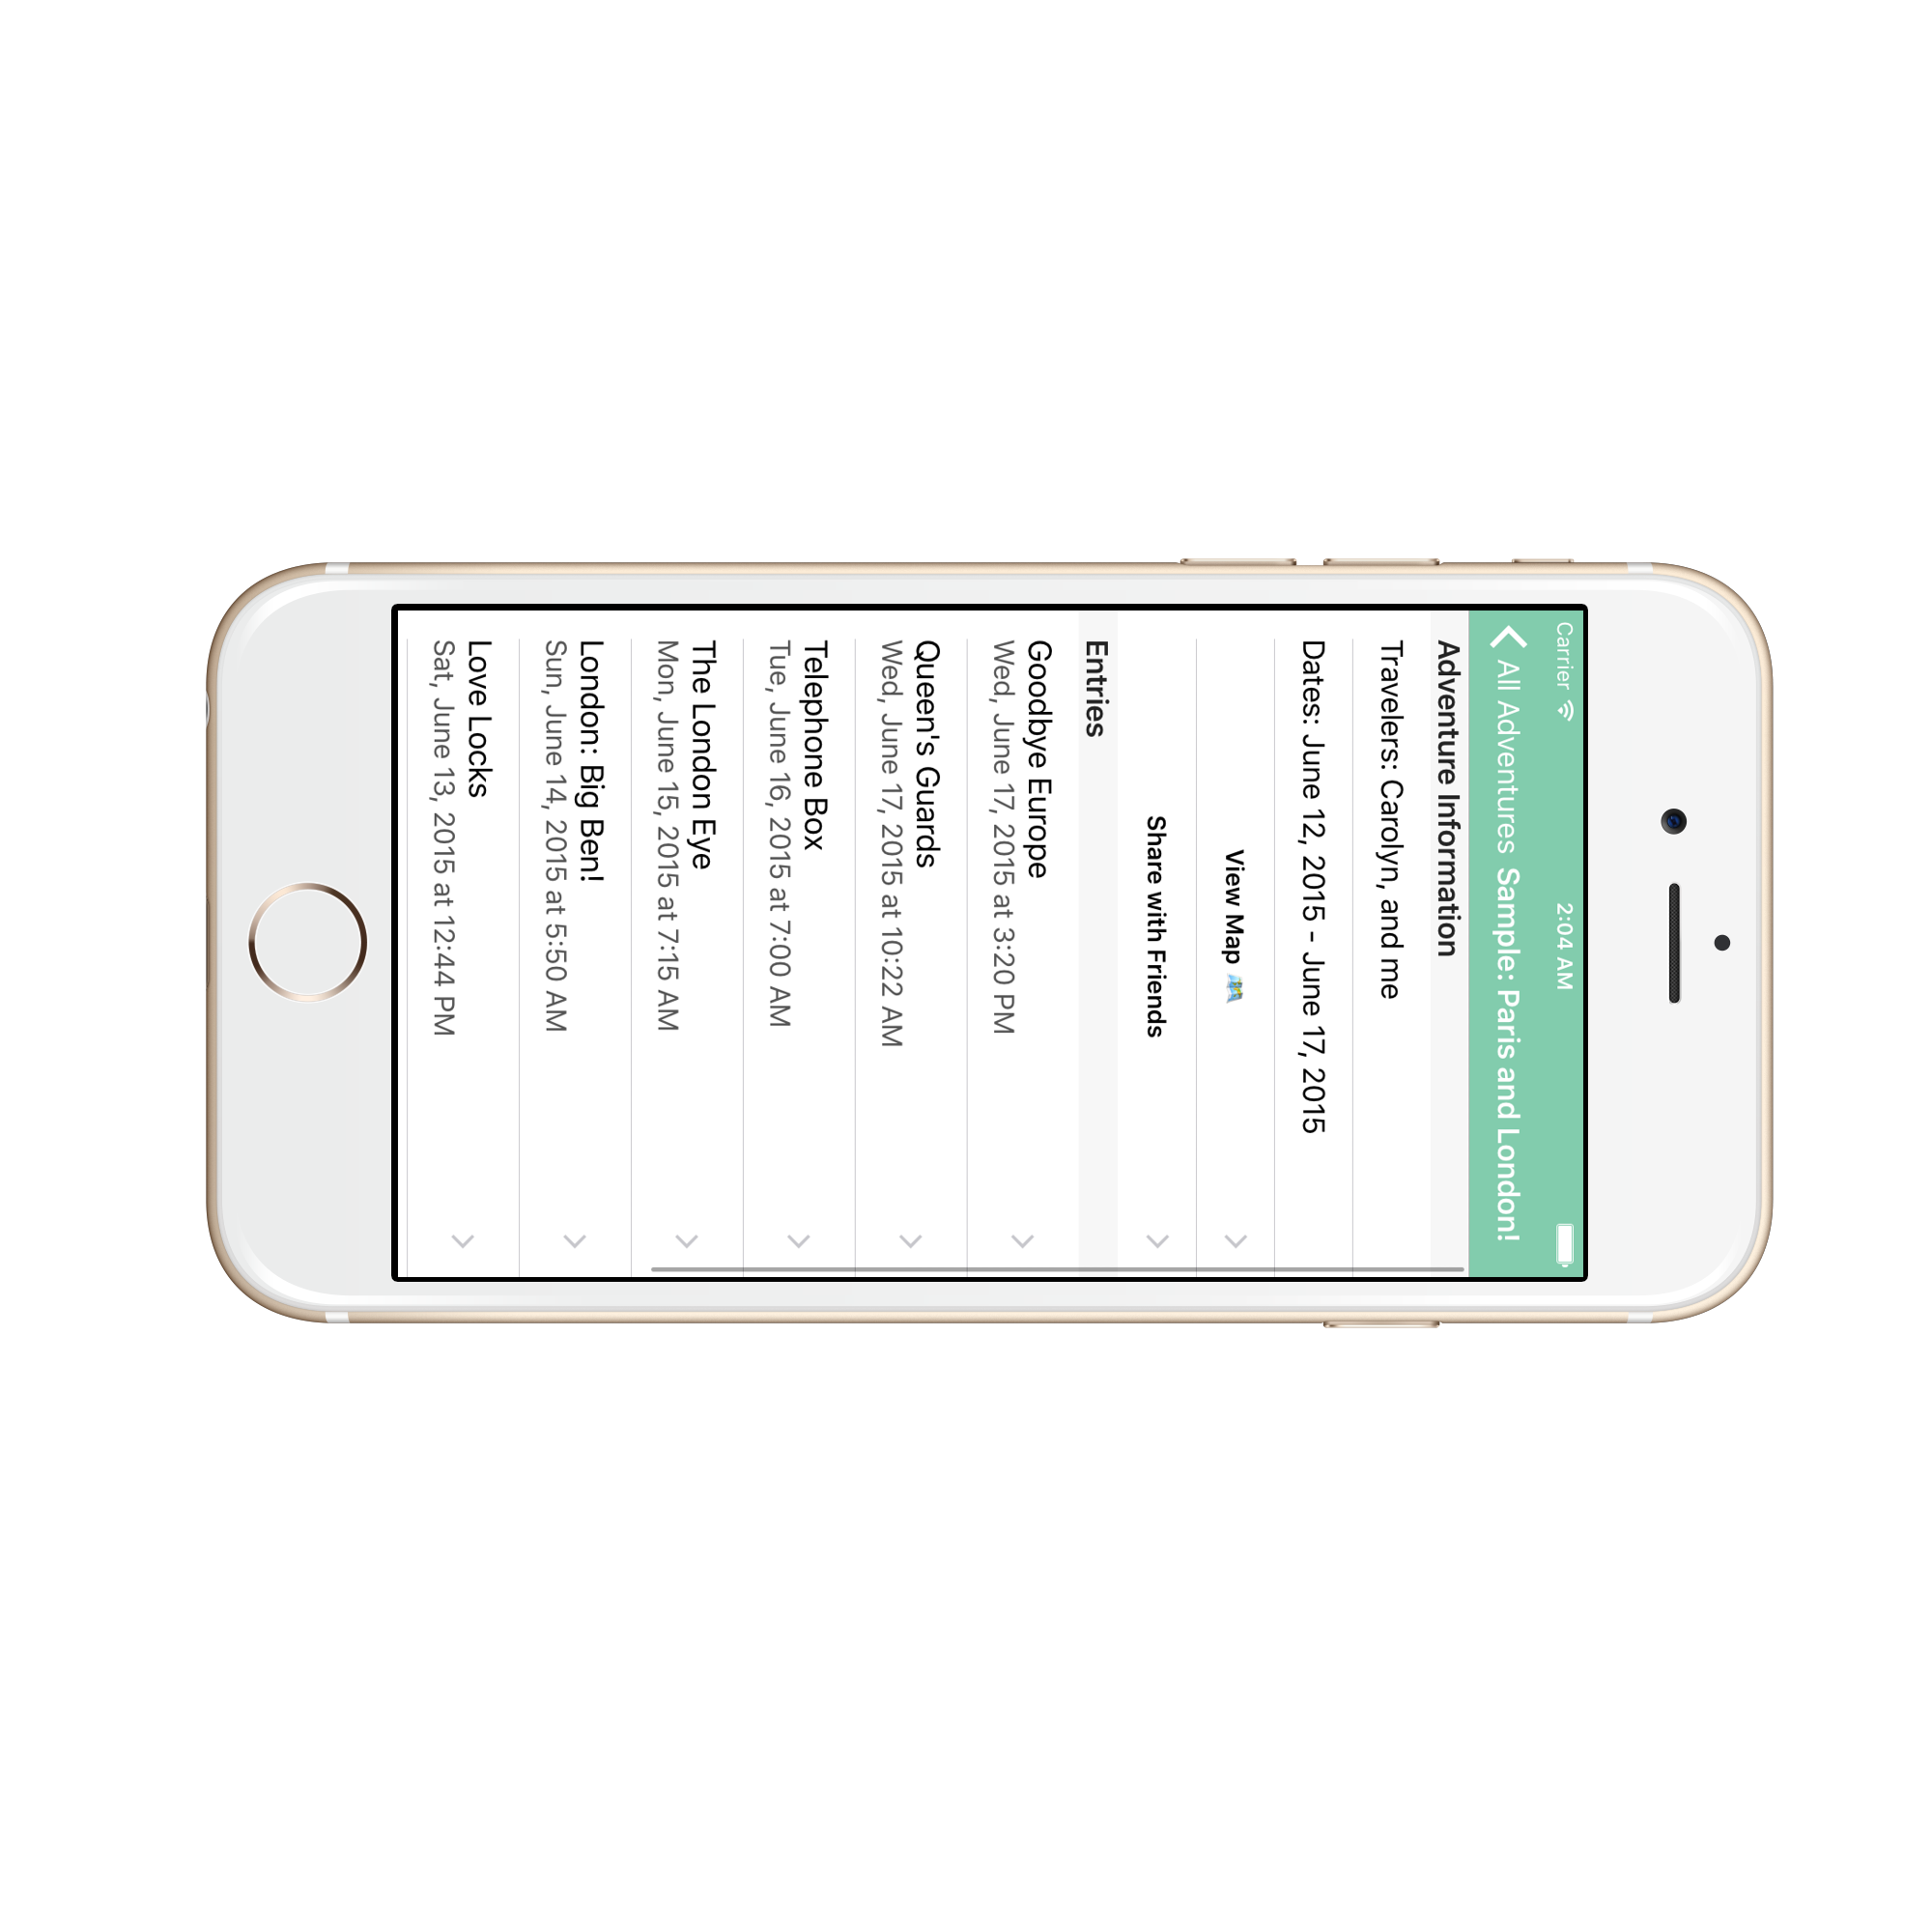 Carrier 2:04 AM
All Adventures Sample: Paris and London!
Adventure Information
Travelers: Carolyn, and me
Dates: June 12, 2015 - June 17, 2015
View Map
Share with Friends
Entries
Goodbye Europe
Wed, June 17, 2015 at 3:20 PM
Queen's Guards
Wed, June 17, 2015 at 10:22 AM
Telephone Box
Tue, June 16, 2015 at 7:00 AM
The London Eye
Mon, June 15, 2015 at 7:15 AM
London: Big Ben!
Sun, June 14, 2015 at 5:50 AM
Love Locks
Sat, June 13, 2015 at 12:44 PM